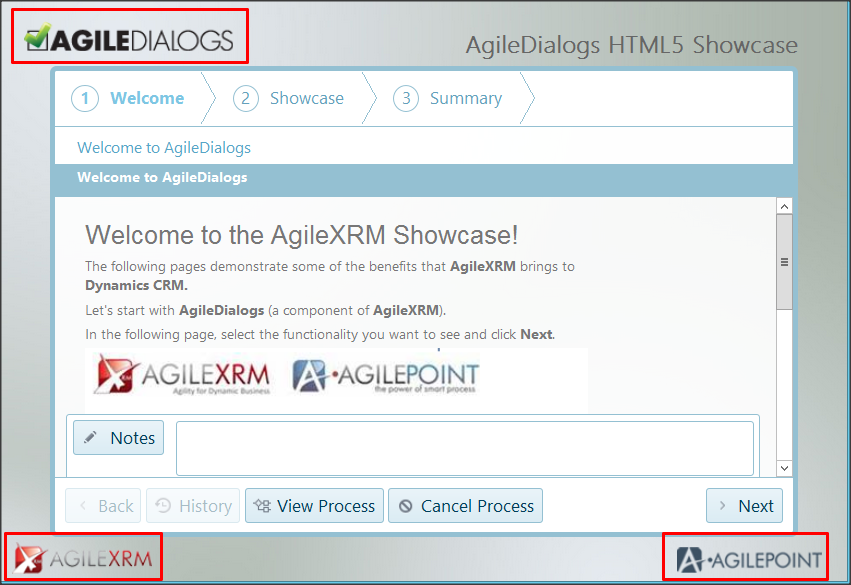 AGILEDIALOGS
AgileDialogs HTML5 Showcase
1 Welcome 2 Showcase 3 Summary
Welcome to AgileDialogs
Welcome to AgileDialogs
Welcome to the AgileXRM Showcase!
The following pages demonstrate some of the benefits that AgileXRM brings to
Dynamics CRM.
Let's start with AgileDialogs (a component of AgileXRM).
In the following page, select the functionality you want to see and click Next.
AGILEXRM AGILEPOINT
Agility for Dynamic Business the power of smart process
Notes
Back History View Process Cancel Process Next
AGILEXRM AGILEPOINT